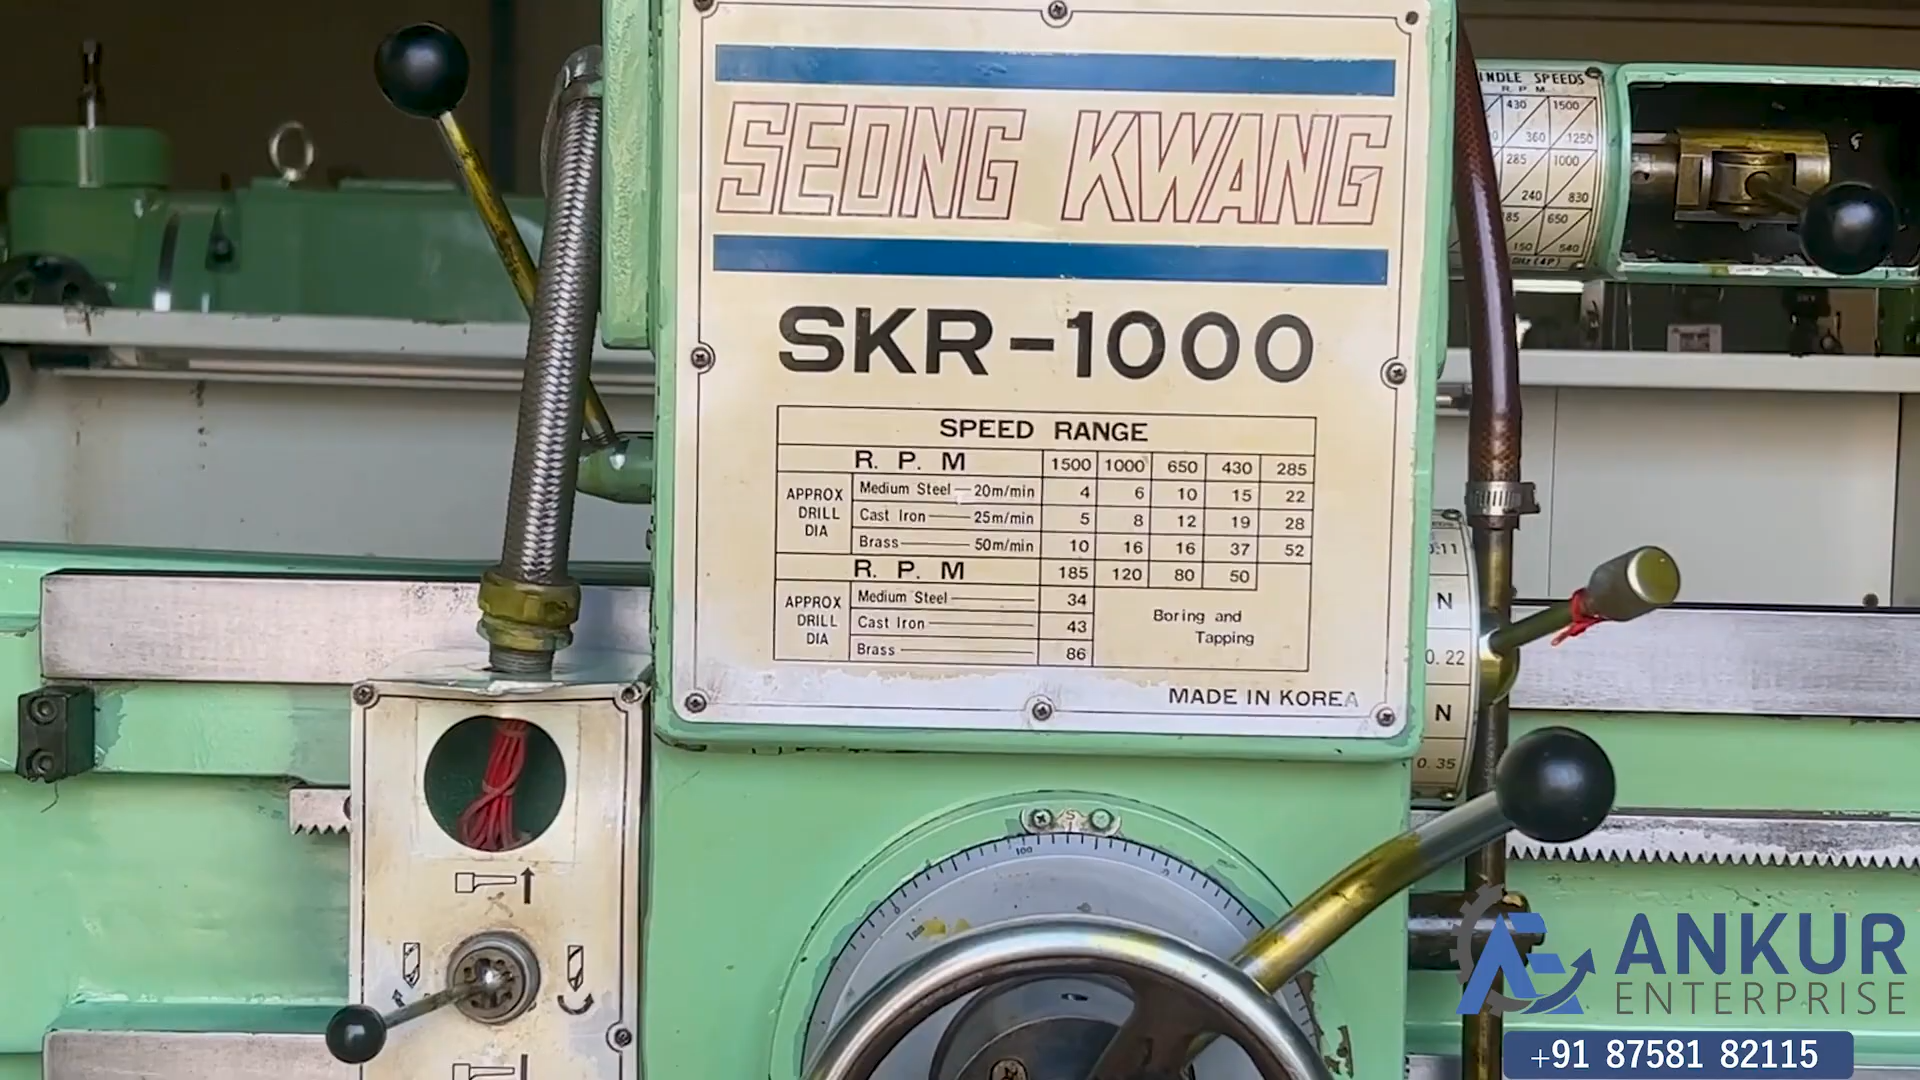 SEONG KWANG
SKR-1000
SPEED RANGE
R. P. M 1500 1000 650 430 285
APPROX DRILL DIA
Medium Steel 20m/min 4 6 10 15 22
Cast Iron 25m/min 5 8 12 19 28
Brass 50m/min 10 16 16 37 52
R. P. M 185 120 80 50
APPROX DRILL DIA
Medium Steel 34
Cast Iron 43
Brass 86
Boring and
Tapping
MADE IN KOREA
SPEEDS
R. P. M
430 1500
360 1250
285 1000
240 830
650
150 540
N
0.22
N
0.35
S
100
ANKUR
ENTERPRISE
+91 87581 82115